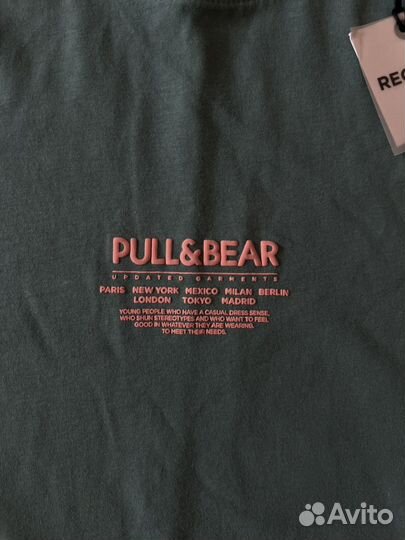 REG
PULL&BEAR
UPDATED GARMENTS
PARIS NEW YORK MEXICO MILAN BERLIN
LONDON TOKYO MADRID
YOUNG PEOPLE WHO HAVE A CASUAL DRESS SENSE,
WHO SHUN STEREOTYPES AND WHO WANT TO FEEL
GOOD IN WHATEVER THEY ARE WEARING.
TO MEET THEIR NEEDS.
Avito